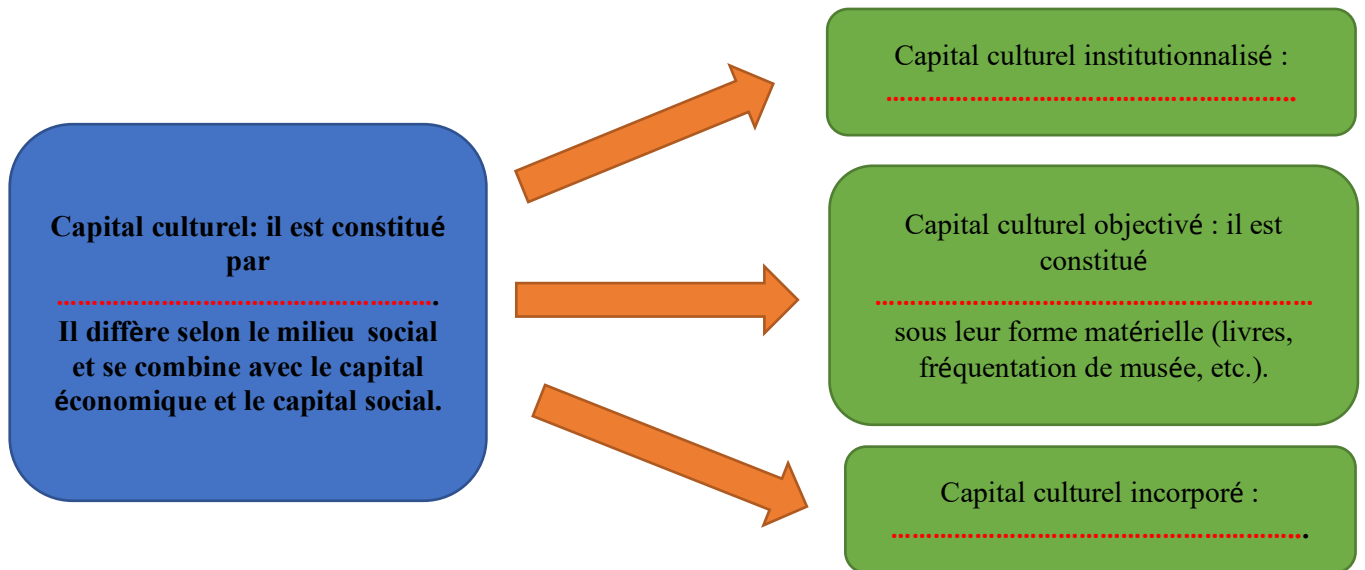 Capital culturel: il est constitué
par
……………………………………….
Il diffère selon le milieu social
et se combine avec le capital
économique et le capital social.
Capital culturel institutionnalisé :
…………………………………………………..
Capital culturel objectivé : il est
constitué
………………………………………………………
sous leur forme matérielle (livres,
fréquentation de musée, etc.).
Capital culturel incorporé :
…………………………………………………...